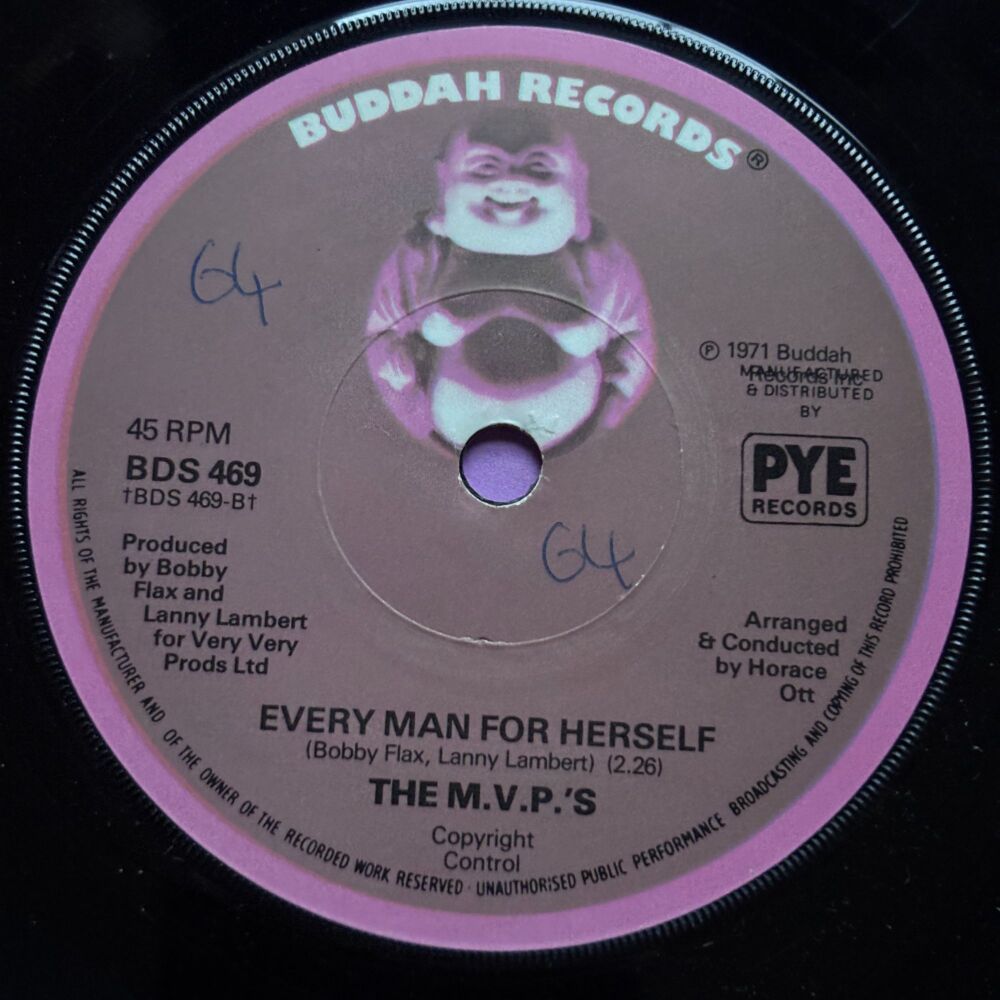 BUDDAH RECORDS ®
G4
℗ 1971 Buddah
Records Inc
MANUFACTURED
& DISTRIBUTED
BY
PYE
RECORDS
45 RPM
BDS 469
†BDS 469-B†
G4
Produced
by Bobby
Flax and
Lanny Lambert
for Very Very
Prods Ltd
Arranged
& Conducted
by Horace
Ott
EVERY MAN FOR HERSELF
(Bobby Flax, Lanny Lambert) (2.26)
THE M.V.P.'S
Copyright
Control
ALL RIGHTS OF THE MANUFACTURER AND OF THE OWNER OF THE RECORDED WORK RESERVED · UNAUTHORISED PUBLIC PERFORMANCE BROADCASTING AND COPYING OF THIS RECORD PROHIBITED